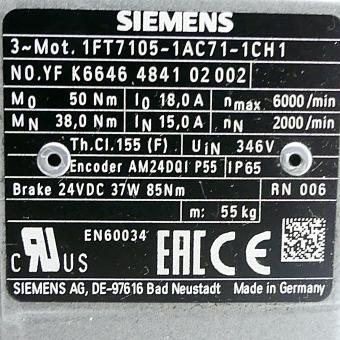 SIEMENS
3~Mot. 1FT7105-1AC71-1CH1
NO.YF K6646 4841 02 002
M0 50 Nm I0 18,0 A nmax 6000/min
MN 38,0 Nm IN 15,0 A nN 2000/min
Th.Cl.155 (F) UIN 346V
Encoder AM24DQI P55 IP65
Brake 24VDC 37W 85Nm RN 006
m: 55 kg
EN60034
c RU US EAC CE
SIEMENS AG, DE-97616 Bad Neustadt Made in Germany